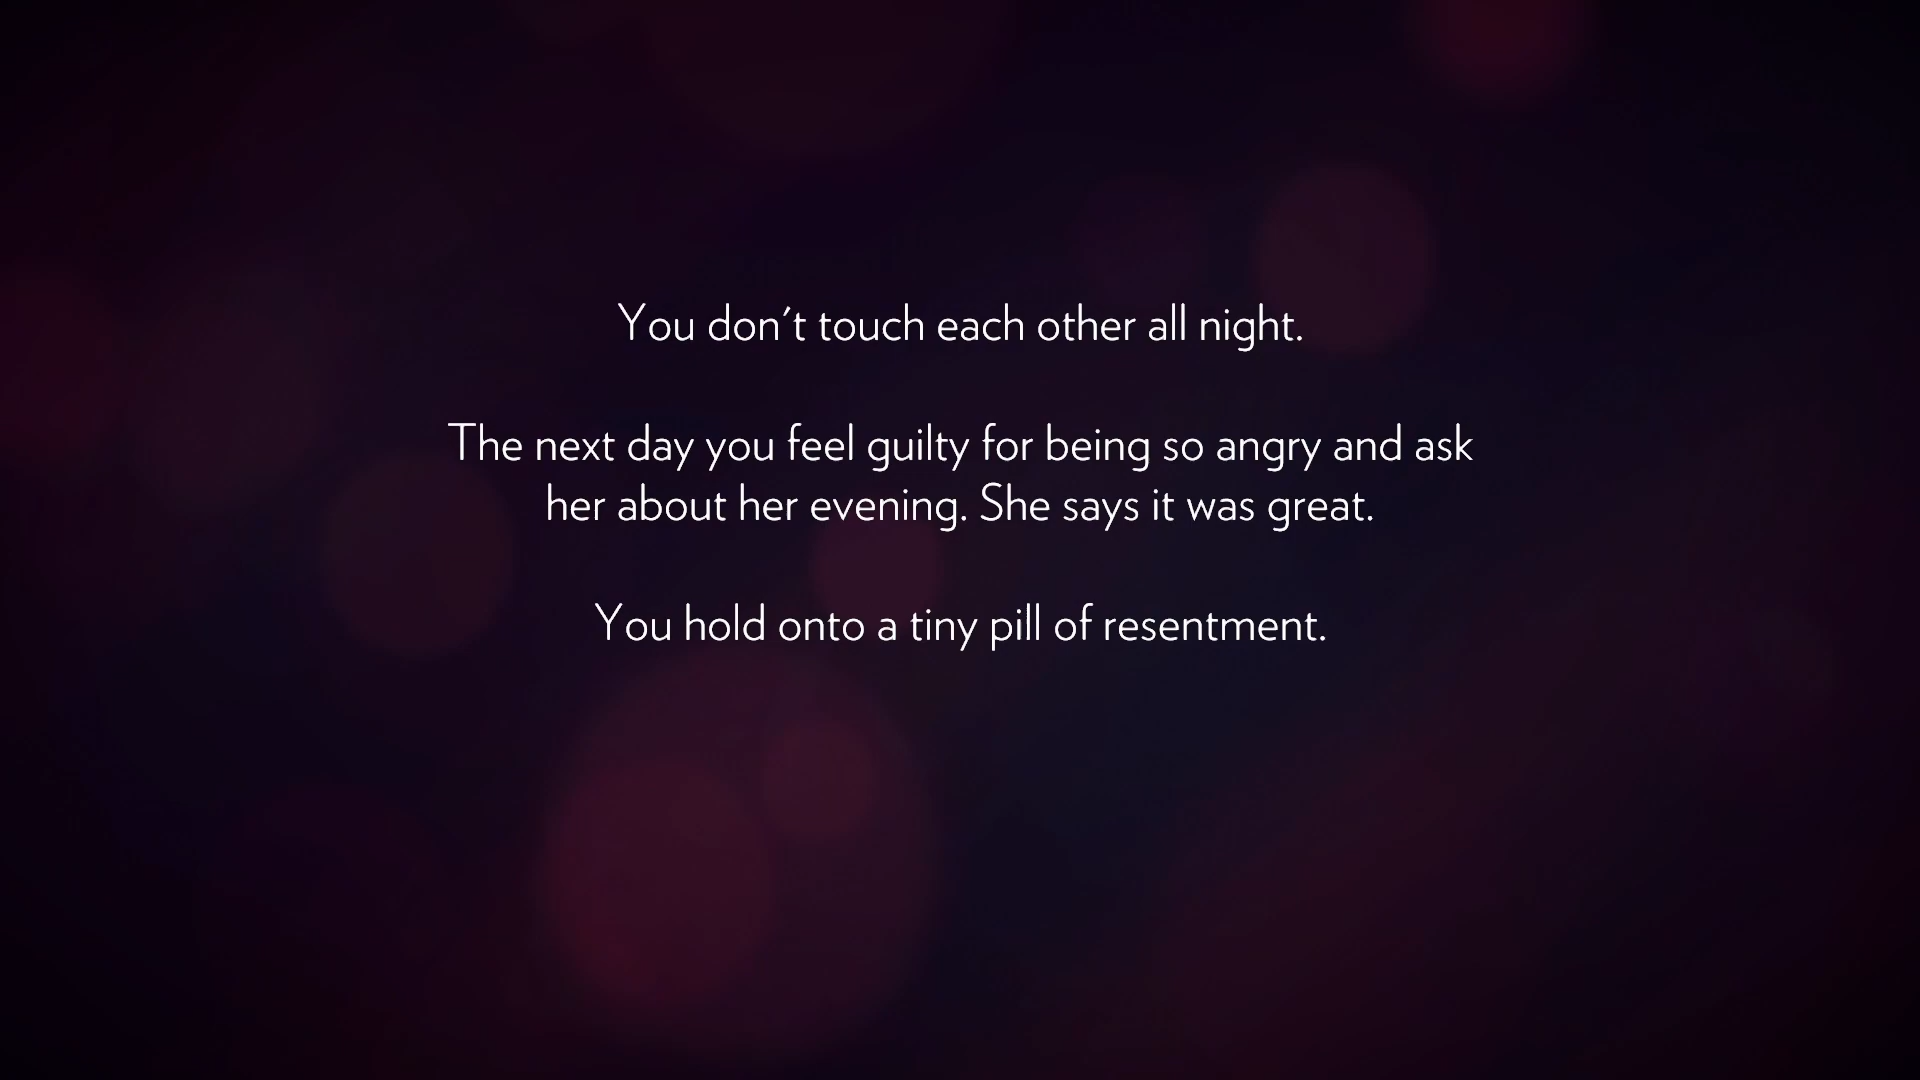 You don't touch each other all night.
The next day you feel guilty for being so angry and ask
her about her evening. She says it was great.
You hold onto a tiny pill of resentment.